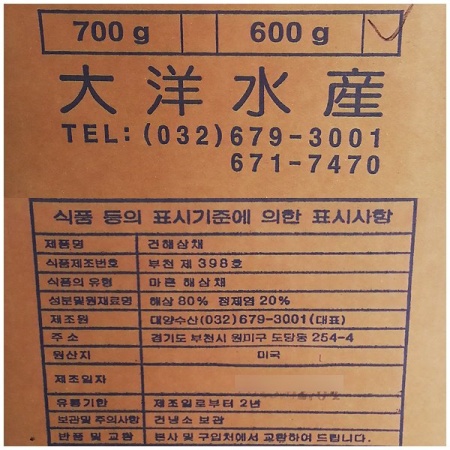 700 g 600 g
大洋水産
TEL: (032)679-3001
671-7470
식품 등의 표시기준에 의한 표시사항
제품명 건해삼채
식품제조번호 부천 제 398호
식품의 유형 마른 해삼채
성분및원재료명 해삼 80% 정제염 20%
제조원 대양수산(032)679-3001(대표)
주 소 경기도 부천시 원미구 도당동 254-4
원산지 미국
제조일자
유통기한 제조일로부터 2년
보관및 주의사항 건냉소 보관
반품 및 교환 본사 및 구입처에서 교환하여 드립니다.